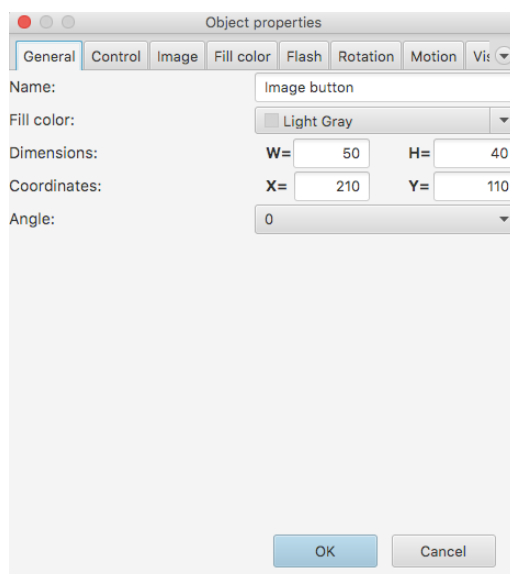 Object properties
General Control Image Fill color Flash Rotation Motion Vis
Name: Image button
Fill color: Light Gray
Dimensions: W= 50 H= 40
Coordinates: X= 210 Y= 110
Angle: 0
OK Cancel